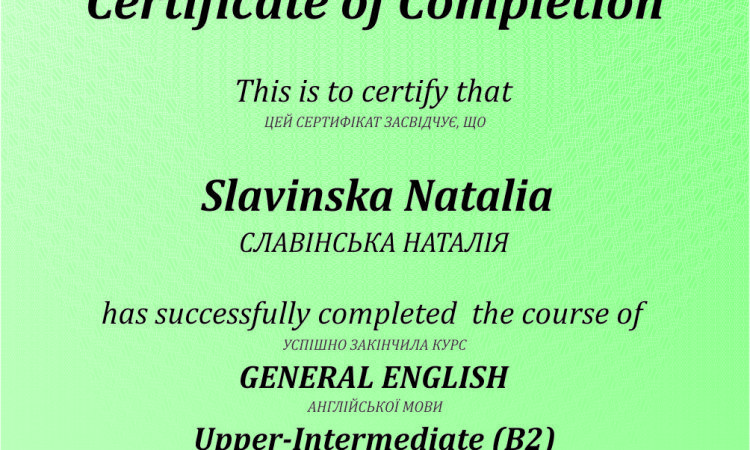 Certificate of Completion
This is to certify that
ЦЕЙ СЕРТИФІКАТ ЗАСВІДЧУЄ, ЩО
Slavinska Natalia
СЛАВІНСЬКА НАТАЛІЯ
has successfully completed the course of
УСПІШНО ЗАКІНЧИЛА КУРС
GENERAL ENGLISH
АНГЛІЙСЬКОЇ МОВИ
Upper-Intermediate (B2)